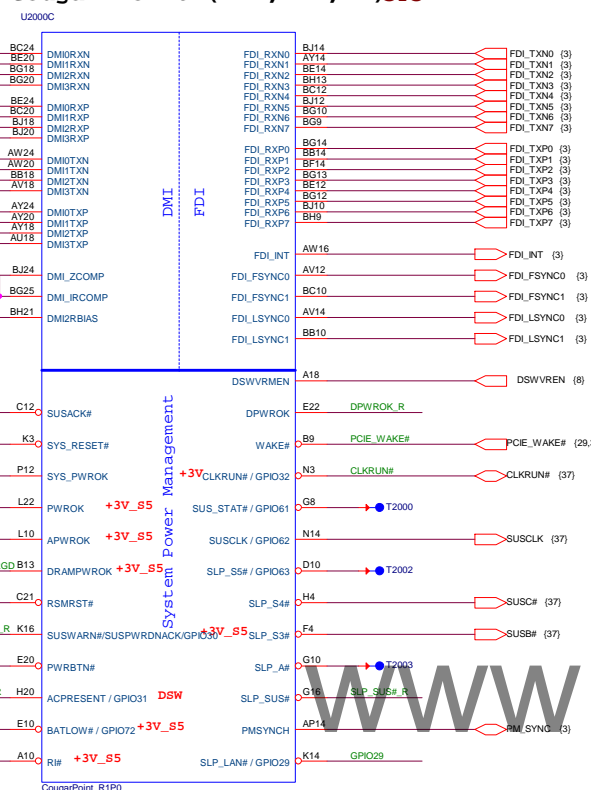 U2000C
BC24 DMI0RXN
BE20 DMI1RXN
BG18 DMI2RXN
BG20 DMI3RXN
BE24 DMI0RXP
BC20 DMI1RXP
BJ18 DMI2RXP
BJ20 DMI3RXP
AW24 DMI0TXN
AW20 DMI1TXN
BB18 DMI2TXN
AV18 DMI3TXN
AY24 DMI0TXP
AY20 DMI1TXP
AY18 DMI2TXP
AU18 DMI3TXP
BJ24 DMI_ZCOMP
BG25 DMI_IRCOMP
BH21 DMI2RBIAS
DMI
FDI
FDI_RXN0 BJ14 FDI_TXN0 {3}
FDI_RXN1 AY14 FDI_TXN1 {3}
FDI_RXN2 BE14 FDI_TXN2 {3}
FDI_RXN3 BH13 FDI_TXN3 {3}
FDI_RXN4 BC12 FDI_TXN4 {3}
FDI_RXN5 BJ12 FDI_TXN5 {3}
FDI_RXN6 BG10 FDI_TXN6 {3}
FDI_RXN7 BG9 FDI_TXN7 {3}
FDI_RXP0 BG14 FDI_TXP0 {3}
FDI_RXP1 BB14 FDI_TXP1 {3}
FDI_RXP2 BF14 FDI_TXP2 {3}
FDI_RXP3 BG13 FDI_TXP3 {3}
FDI_RXP4 BE12 FDI_TXP4 {3}
FDI_RXP5 BG12 FDI_TXP5 {3}
FDI_RXP6 BJ10 FDI_TXP6 {3}
FDI_RXP7 BH9 FDI_TXP7 {3}
FDI_INT AW16 FDI_INT {3}
FDI_FSYNC0 AV12 FDI_FSYNC0 {3}
FDI_FSYNC1 BC10 FDI_FSYNC1 {3}
FDI_LSYNC0 AV14 FDI_LSYNC0 {3}
FDI_LSYNC1 BB10 FDI_LSYNC1 {3}
System Power Management
C12 SUSACK#
K3 SYS_RESET#
P12 SYS_PWROK
L22 PWROK +3V_S5
L10 APWROK +3V_S5
B13 DRAMPWROK +3V_S5
C21 RSMRST#
K16 SUSWARN#/SUSPWRDNACK/GPIO30 +3V_S5
E20 PWRBTN#
H20 ACPRESENT / GPIO31 DSW
E10 BATLOW# / GPIO72 +3V_S5
A10 RI# +3V_S5
DSWVRMEN A18 DSWVREN {8}
DPWROK E22 DPWROK_R
WAKE# B9 PCIE_WAKE# PCIE_WAKE# {29,
+3V CLKRUN# / GPIO32 N3 CLKRUN# CLKRUN# {37}
SUS_STAT# / GPIO61 G8 T2000
SUSCLK / GPIO62 N14 SUSCLK {37}
SLP_S5# / GPIO63 D10 T2002
SLP_S4# H4 SUSC# {37}
SLP_S3# F4 SUSB# {37}
SLP_A# G10 T2003
SLP_SUS# G16 SLP_SUS#_R
PMSYNCH AP14 PM_SYNC {3}
SLP_LAN# / GPIO29 K14 GPIO29
WWW
CougarPoint_R1P0